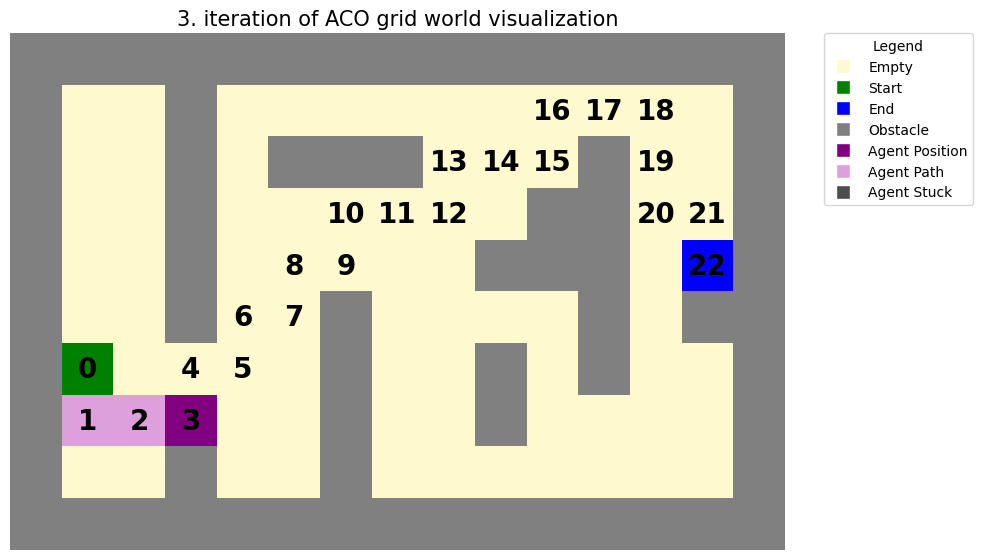 3. iteration of ACO grid world visualization
Legend
Empty
Start
End
Obstacle
Agent Position
Agent Path
Agent Stuck
16 17 18
13 14 15 19
10 11 12 20 21
8 9 22
6 7
0 4 5
1 2 3